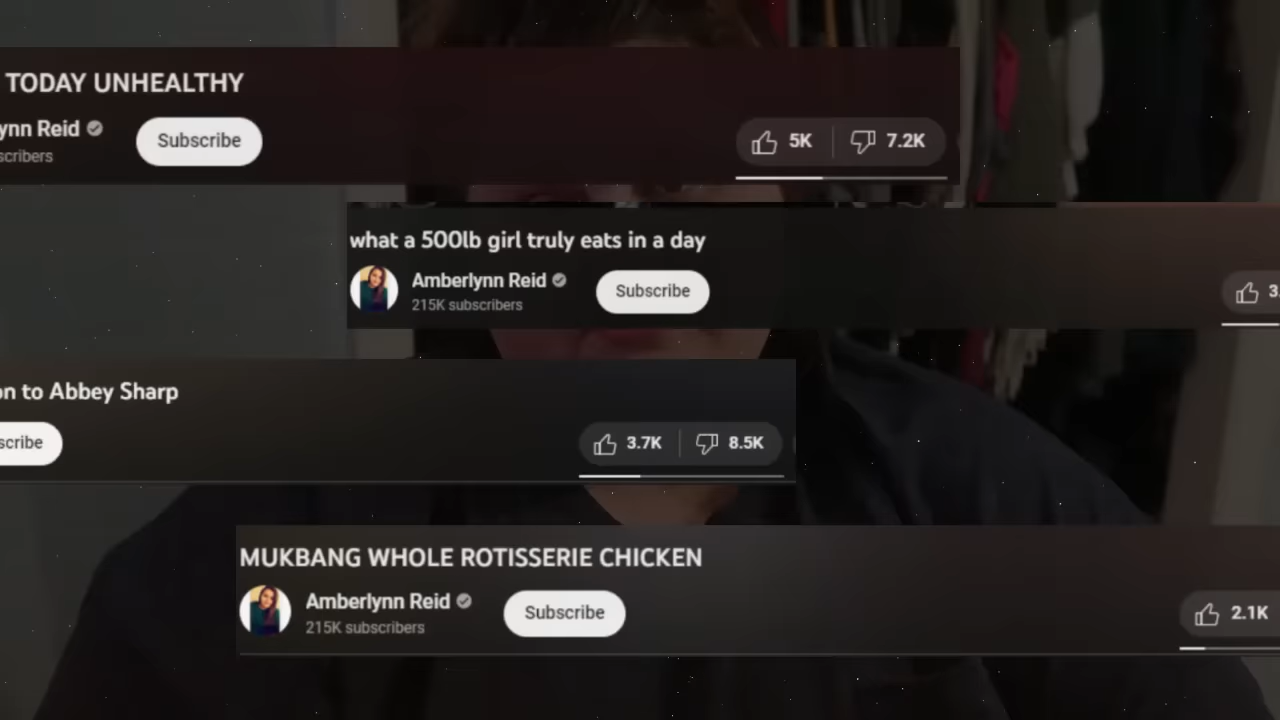 TODAY UNHEALTHY
ynn Reid
scribers
Subscribe
5K
7.2K
what a 500lb girl truly eats in a day
Amberlynn Reid
215K subscribers
Subscribe
3.
on to Abbey Sharp
scribe
3.7K
8.5K
MUKBANG WHOLE ROTISSERIE CHICKEN
Amberlynn Reid
215K subscribers
Subscribe
2.1K